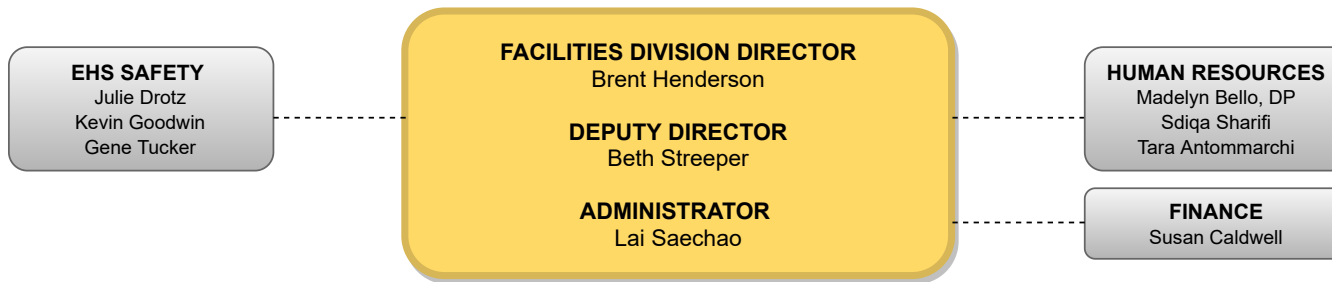 EHS SAFETY
Julie Drotz
Kevin Goodwin
Gene Tucker
FACILITIES DIVISION DIRECTOR
Brent Henderson
DEPUTY DIRECTOR
Beth Streeper
ADMINISTRATOR
Lai Saechao
HUMAN RESOURCES
Madelyn Bello, DP
Sdiqa Sharifi
Tara Antommarchi
FINANCE
Susan Caldwell